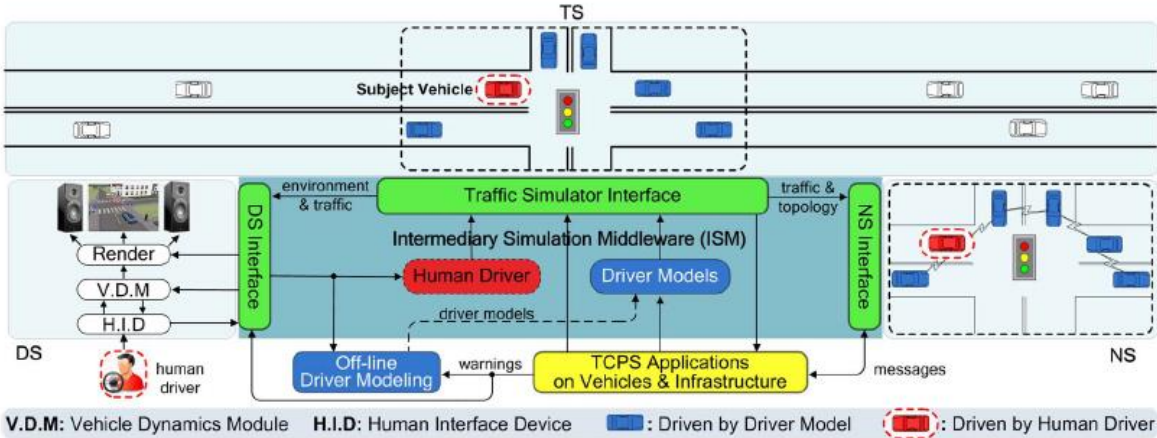 TS
Subject Vehicle
environment
& traffic
Traffic Simulator Interface
traffic &
topology
DS Interface
NS Interface
Intermediary Simulation Middleware (ISM)
Render
Human Driver
Driver Models
V.D.M
driver models
H.I.D
DS
human
driver
Off-line
Driver Modeling
warnings
TCPS Applications
on Vehicles & Infrastructure
messages
NS
V.D.M: Vehicle Dynamics Module H.I.D: Human Interface Device : Driven by Driver Model : Driven by Human Driver